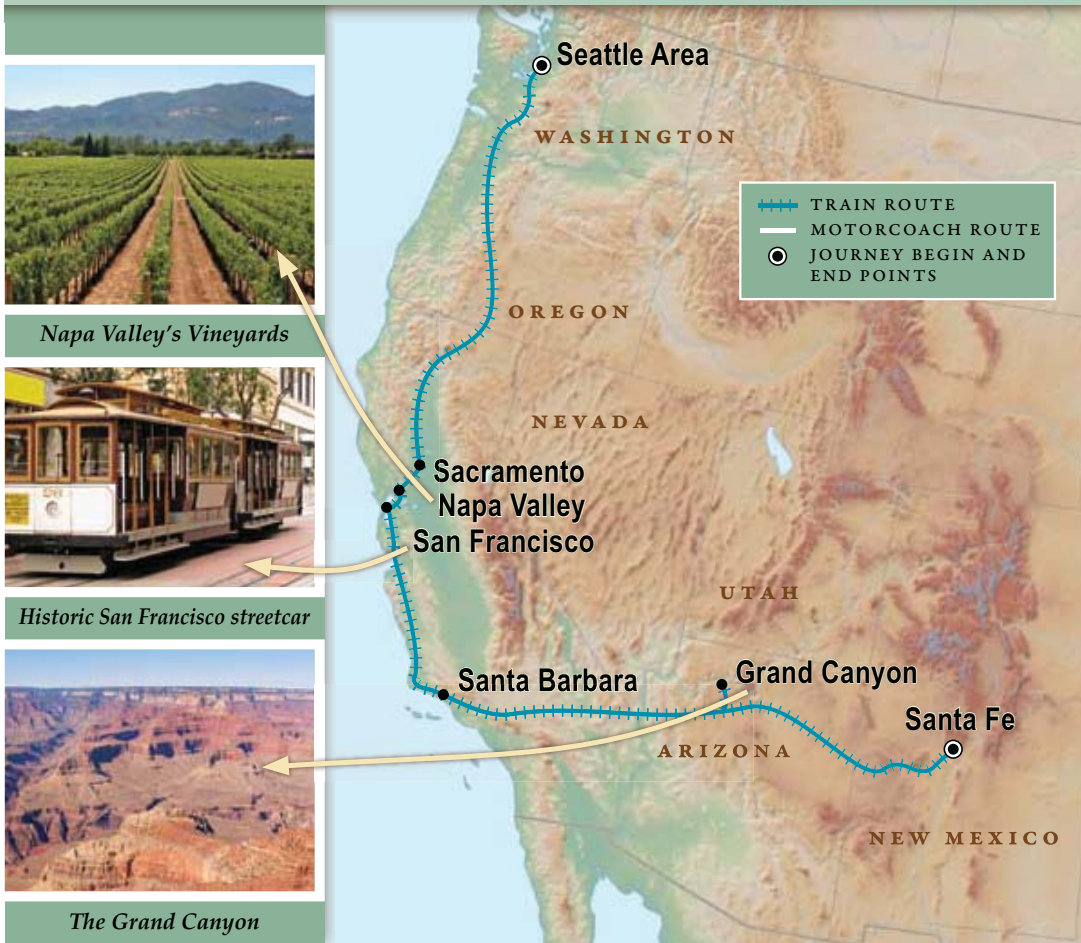 Napa Valley's Vineyards
Historic San Francisco streetcar
The Grand Canyon
Seattle Area
WASHINGTON
TRAIN ROUTE
MOTORCOACH ROUTE
JOURNEY BEGIN AND
END POINTS
OREGON
NEVADA
Sacramento
Napa Valley
San Francisco
UTAH
Santa Barbara
Grand Canyon
Santa Fe
ARIZONA
NEW MEXICO